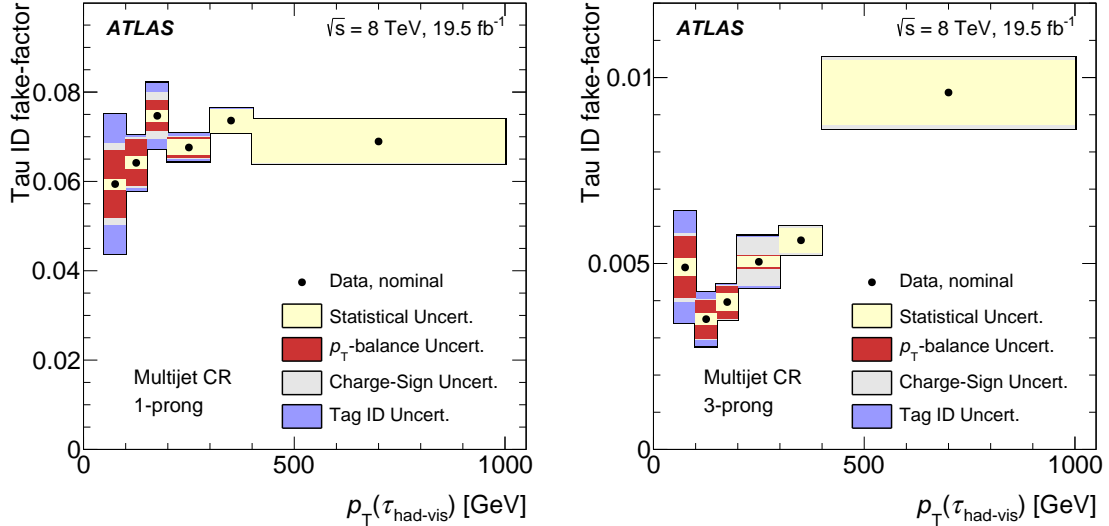 ATLAS
√s = 8 TeV, 19.5 fb⁻¹
Tau ID fake-factor
0.08
0.06
0.04
0.02
0
Data, nominal
Statistical Uncert.
p_T-balance Uncert.
Charge-Sign Uncert.
Tag ID Uncert.
Multijet CR
1-prong
0 500 1000
p_T(τ_had-vis) [GeV]
ATLAS
√s = 8 TeV, 19.5 fb⁻¹
Tau ID fake-factor
0.01
0.005
0
Data, nominal
Statistical Uncert.
p_T-balance Uncert.
Charge-Sign Uncert.
Tag ID Uncert.
Multijet CR
3-prong
0 500 1000
p_T(τ_had-vis) [GeV]